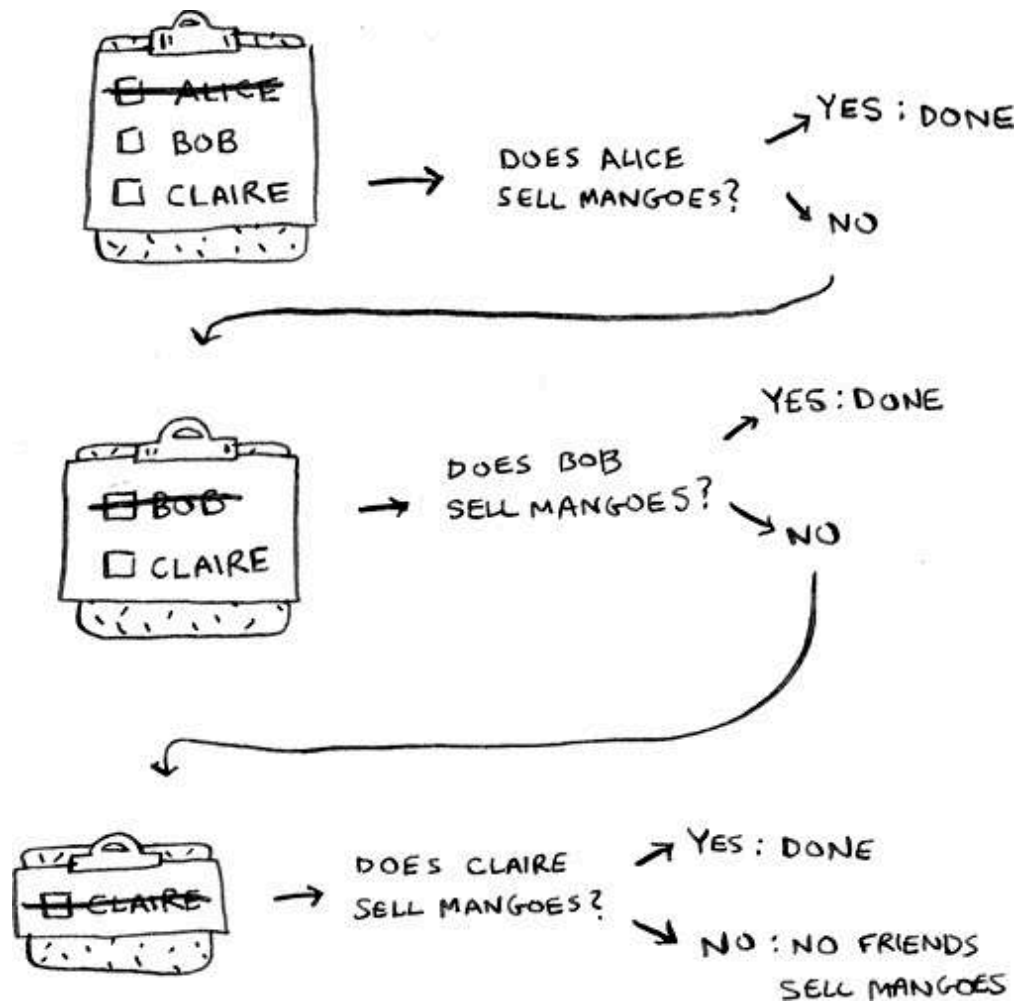 ALICE
BOB
CLAIRE
DOES ALICE
SELL MANGOES?
YES: DONE
NO
BOB
CLAIRE
DOES BOB
SELL MANGOES?
YES: DONE
NO
CLAIRE
DOES CLAIRE
SELL MANGOES?
YES: DONE
NO: NO FRIENDS
SELL MANGOES